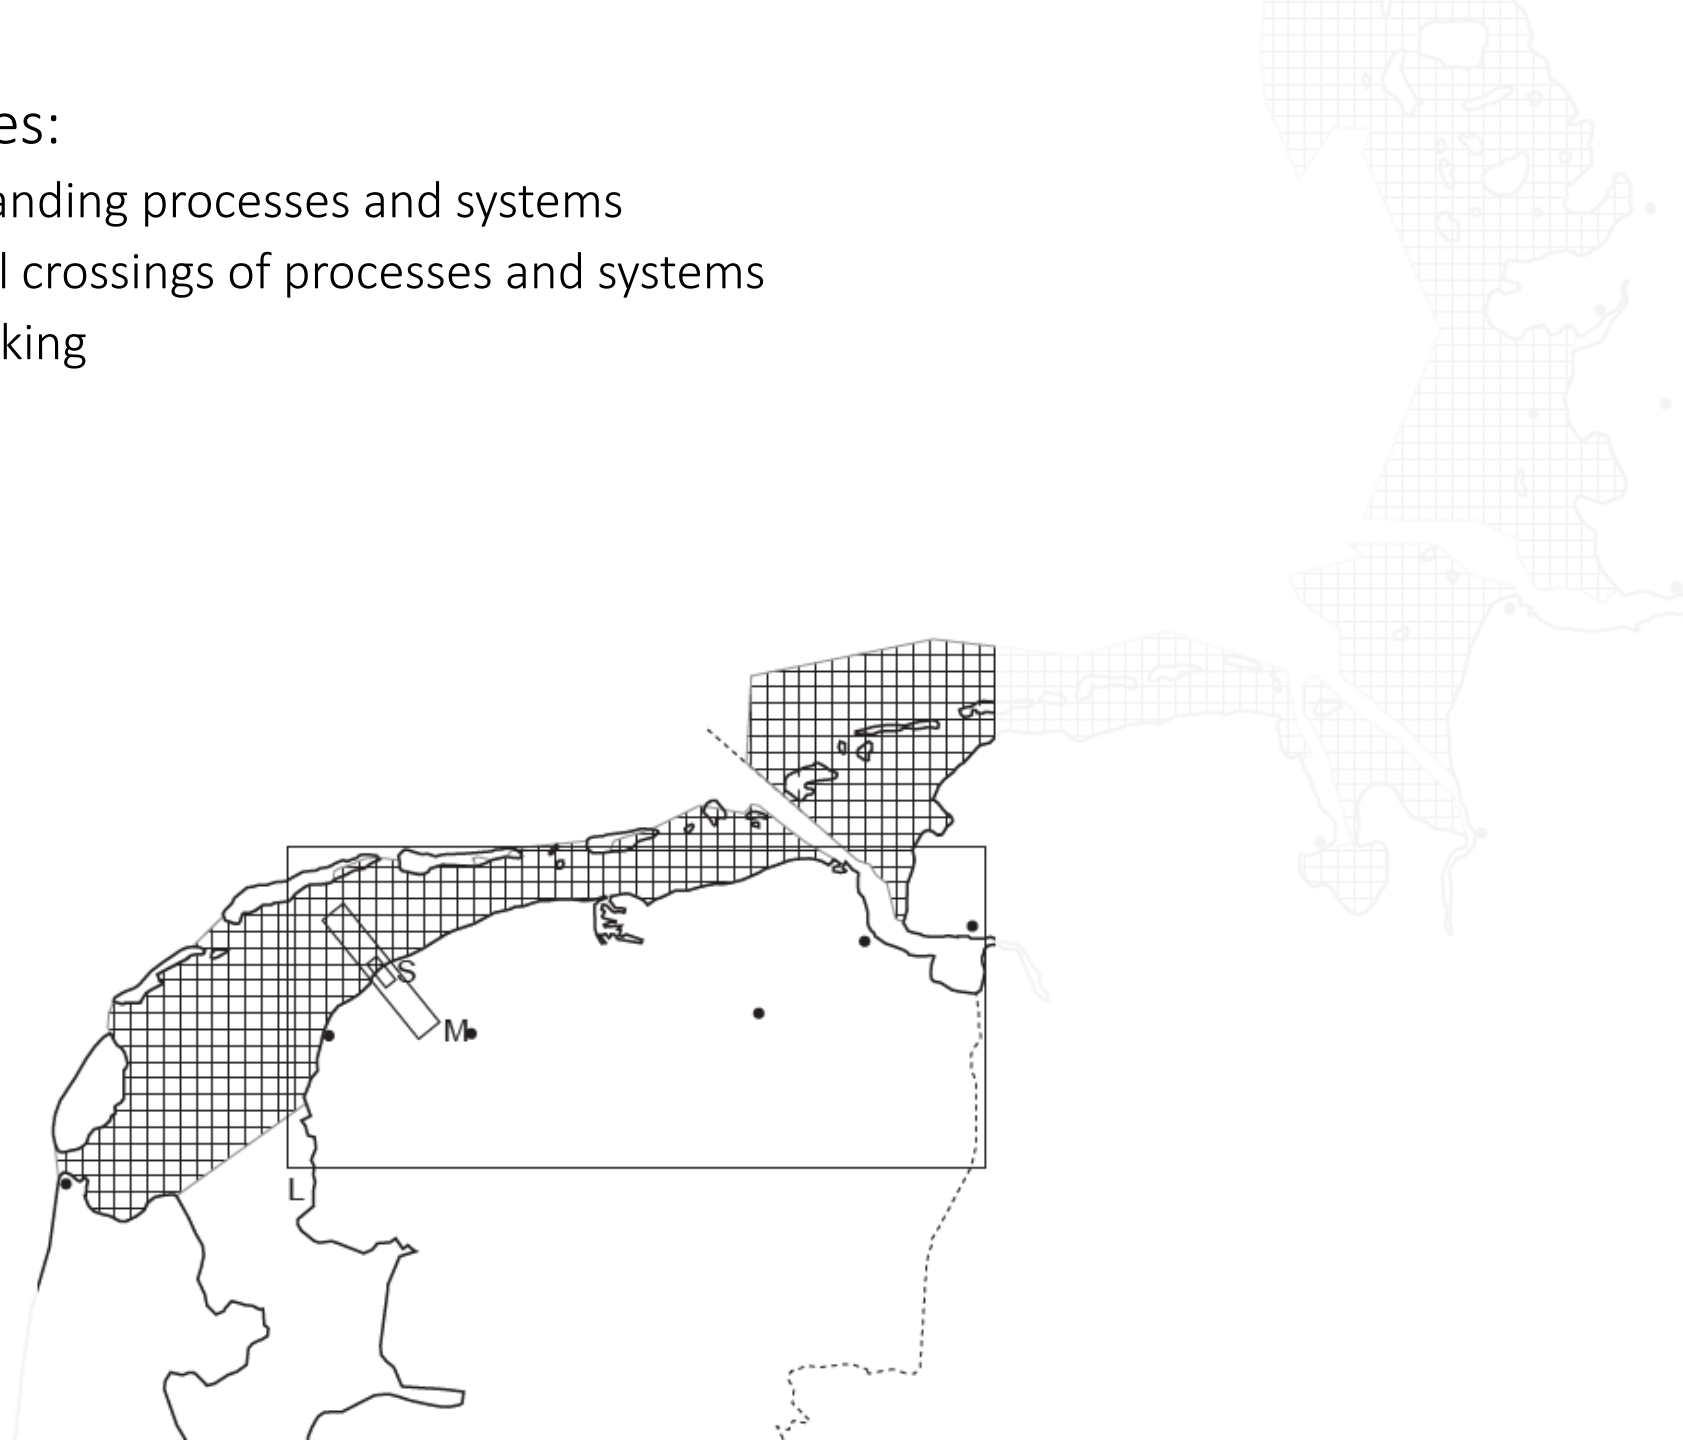 es:
anding processes and systems
l crossings of processes and systems
king
S
M
L